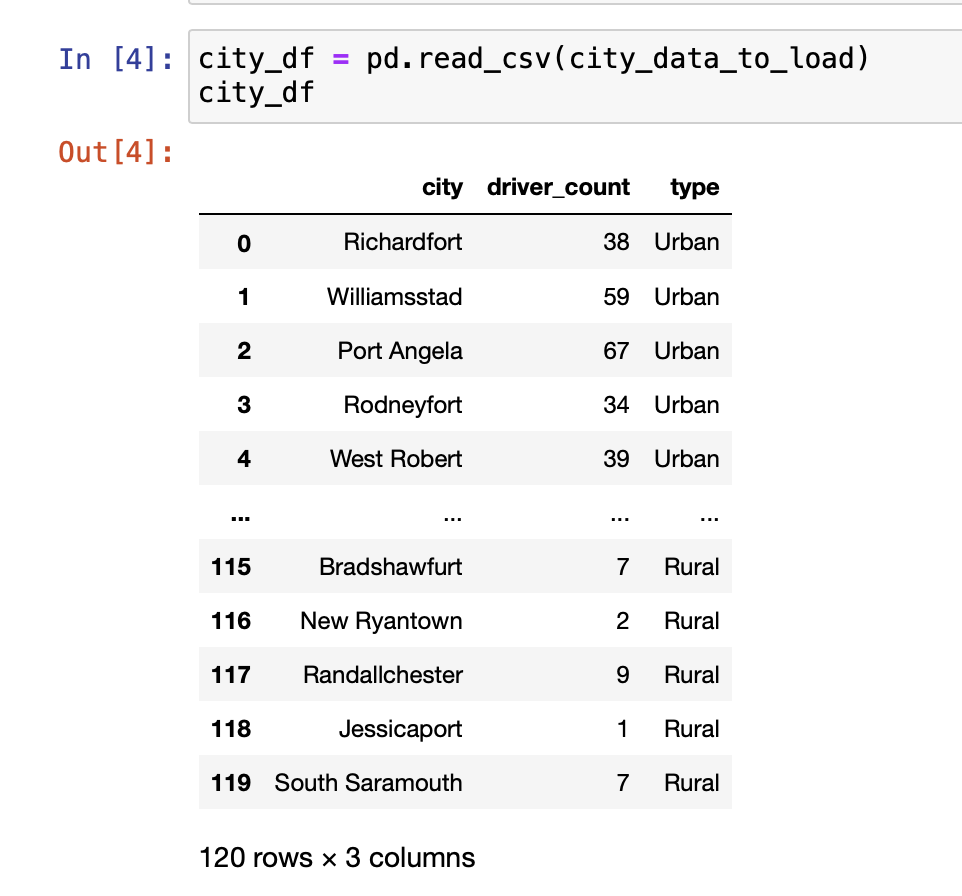 In [4]: city_df = pd.read_csv(city_data_to_load)
city_df
Out[4]:
city driver_count type
0 Richardfort 38 Urban
1 Williamsstad 59 Urban
2 Port Angela 67 Urban
3 Rodneyfort 34 Urban
4 West Robert 39 Urban
... ... ... ...
115 Bradshawfurt 7 Rural
116 New Ryantown 2 Rural
117 Randallchester 9 Rural
118 Jessicaport 1 Rural
119 South Saramouth 7 Rural
120 rows × 3 columns